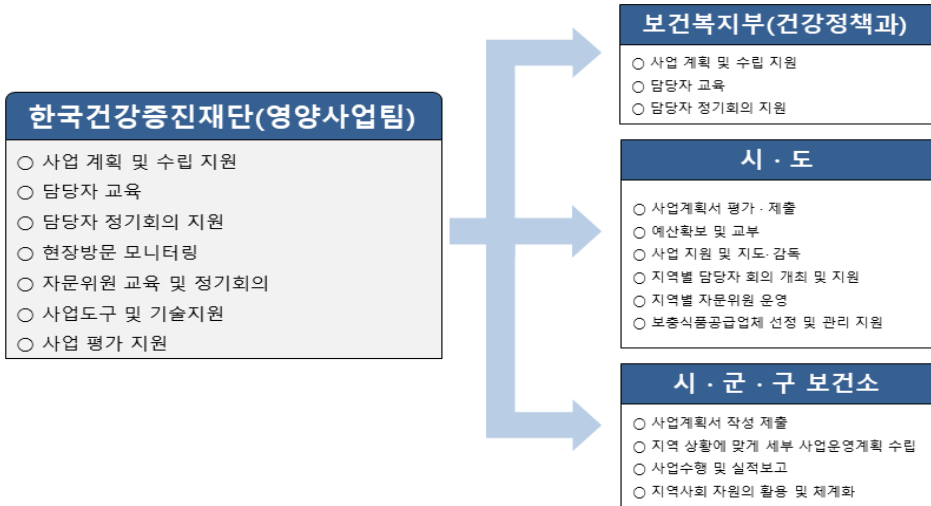 한국건강증진재단(영양사업팀)
○ 사업 계획 및 수립 지원
○ 담당자 교육
○ 담당자 정기회의 지원
○ 현장방문 모니터링
○ 자문위원 교육 및 정기회의
○ 사업도구 및 기술지원
○ 사업 평가 지원
보건복지부(건강정책과)
○ 사업 계획 및 수립 지원
○ 담당자 교육
○ 담당자 정기회의 지원
시 · 도
○ 사업계획서 평가 · 제출
○ 예산확보 및 교부
○ 사업 지원 및 지도· 감독
○ 지역별 담당자 회의 개최 및 지원
○ 지역별 자문위원 운영
○ 보충식품공급업체 선정 및 관리 지원
시 · 군 · 구 보건소
○ 사업계획서 작성 제출
○ 지역 상황에 맞게 세부 사업운영계획 수립
○ 사업수행 및 실적보고
○ 지역사회 자원의 활용 및 체계화